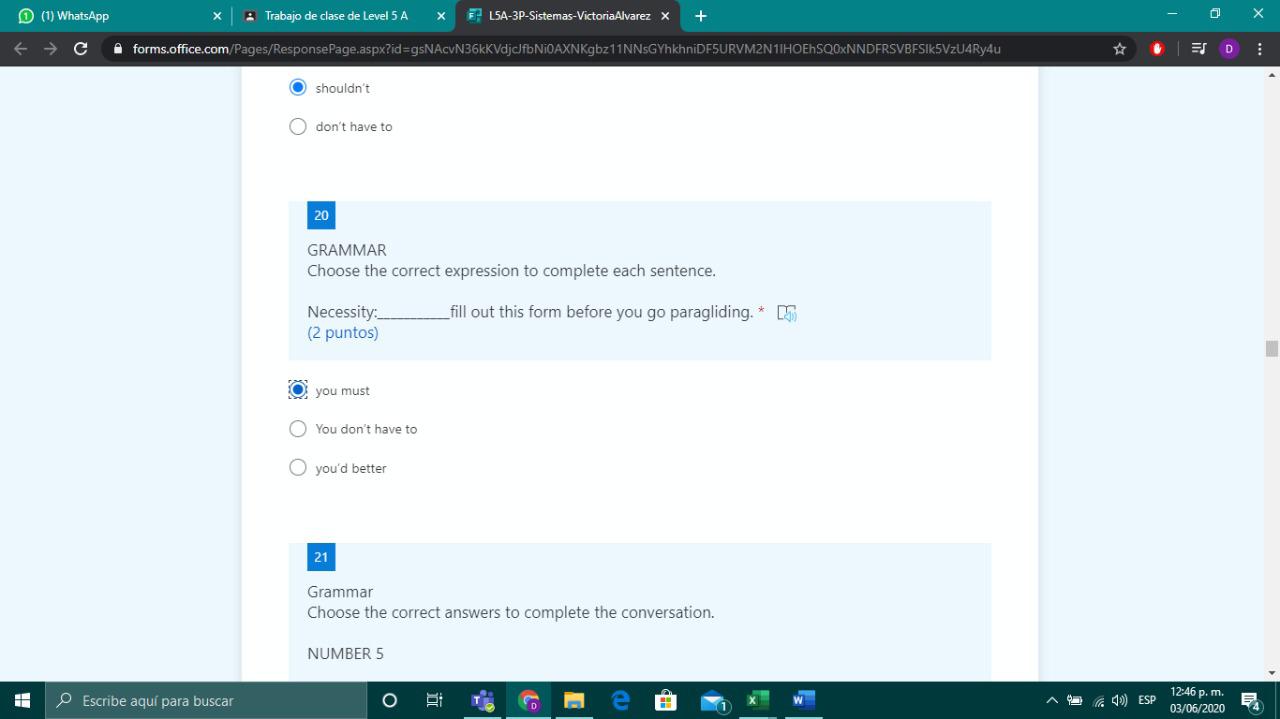 (1) WhatsApp
Trabajo de clase de Level 5 A
L5A-3P-Sistemas-VictoriaAlvarez
forms.office.com/Pages/ResponsePage.aspx?id=gsNAcvN36kKVdjcJfbNi0AXNKgbz11NNsGYhkhniDF5URVM2N1lHOEhSQ0xNNDFRSVBFSlk5VzU4Ry4u
D
shouldn't
don't have to
20
GRAMMAR
Choose the correct expression to complete each sentence.
Necessity:__________fill out this form before you go paragliding. *
(2 puntos)
you must
You don't have to
you'd better
21
Grammar
Choose the correct answers to complete the conversation.
NUMBER 5
Escribe aquí para buscar
ESP
12:46 p. m.
03/06/2020